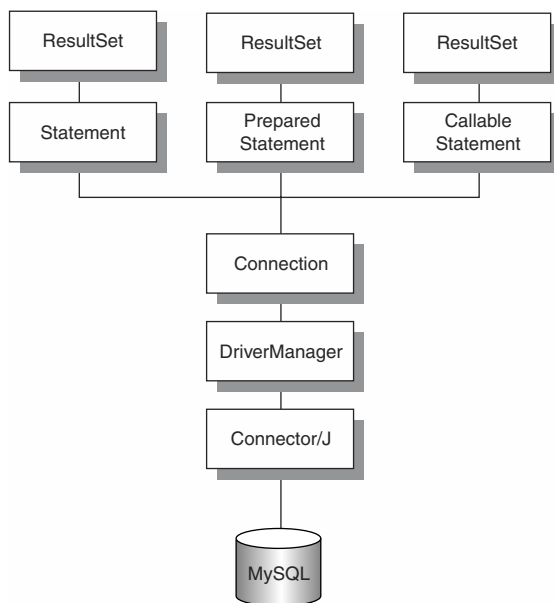 ResultSet
ResultSet
ResultSet
Statement
Prepared
Statement
Callable
Statement
Connection
DriverManager
Connector/J
MySQL